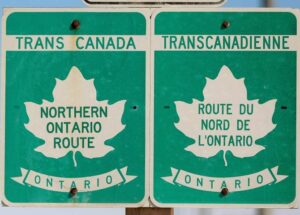 TRANS CANADA
NORTHERN
ONTARIO
ROUTE
ONTARIO
TRANSCANADIENNE
ROUTE DU
NORD DE
L'ONTARIO
ONTARIO